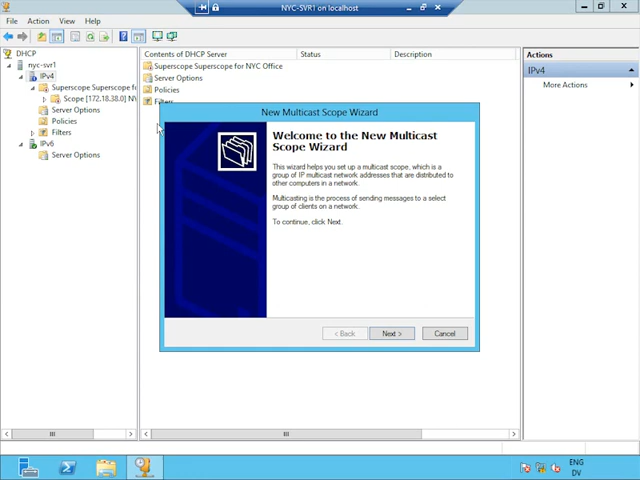 NYC-SVR1 on localhost
File Action View Help
DHCP
nyc-svr1
IPv4
Superscope Superscope fo
Scope [172.18.38.0] NY
Server Options
Policies
Filters
IPv6
Server Options
Contents of DHCP Server Status Description
Superscope Superscope for NYC Office
Server Options
Policies
Filters
New Multicast Scope Wizard
Welcome to the New Multicast
Scope Wizard
This wizard helps you set up a multicast scope, which is a
group of IP multicast network addresses that are distributed to
other computers in a network.
Multicasting is the process of sending messages to a select
group of clients on a network.
To continue, click Next.
< Back Next > Cancel
Actions
IPv4
More Actions
ENG
DV